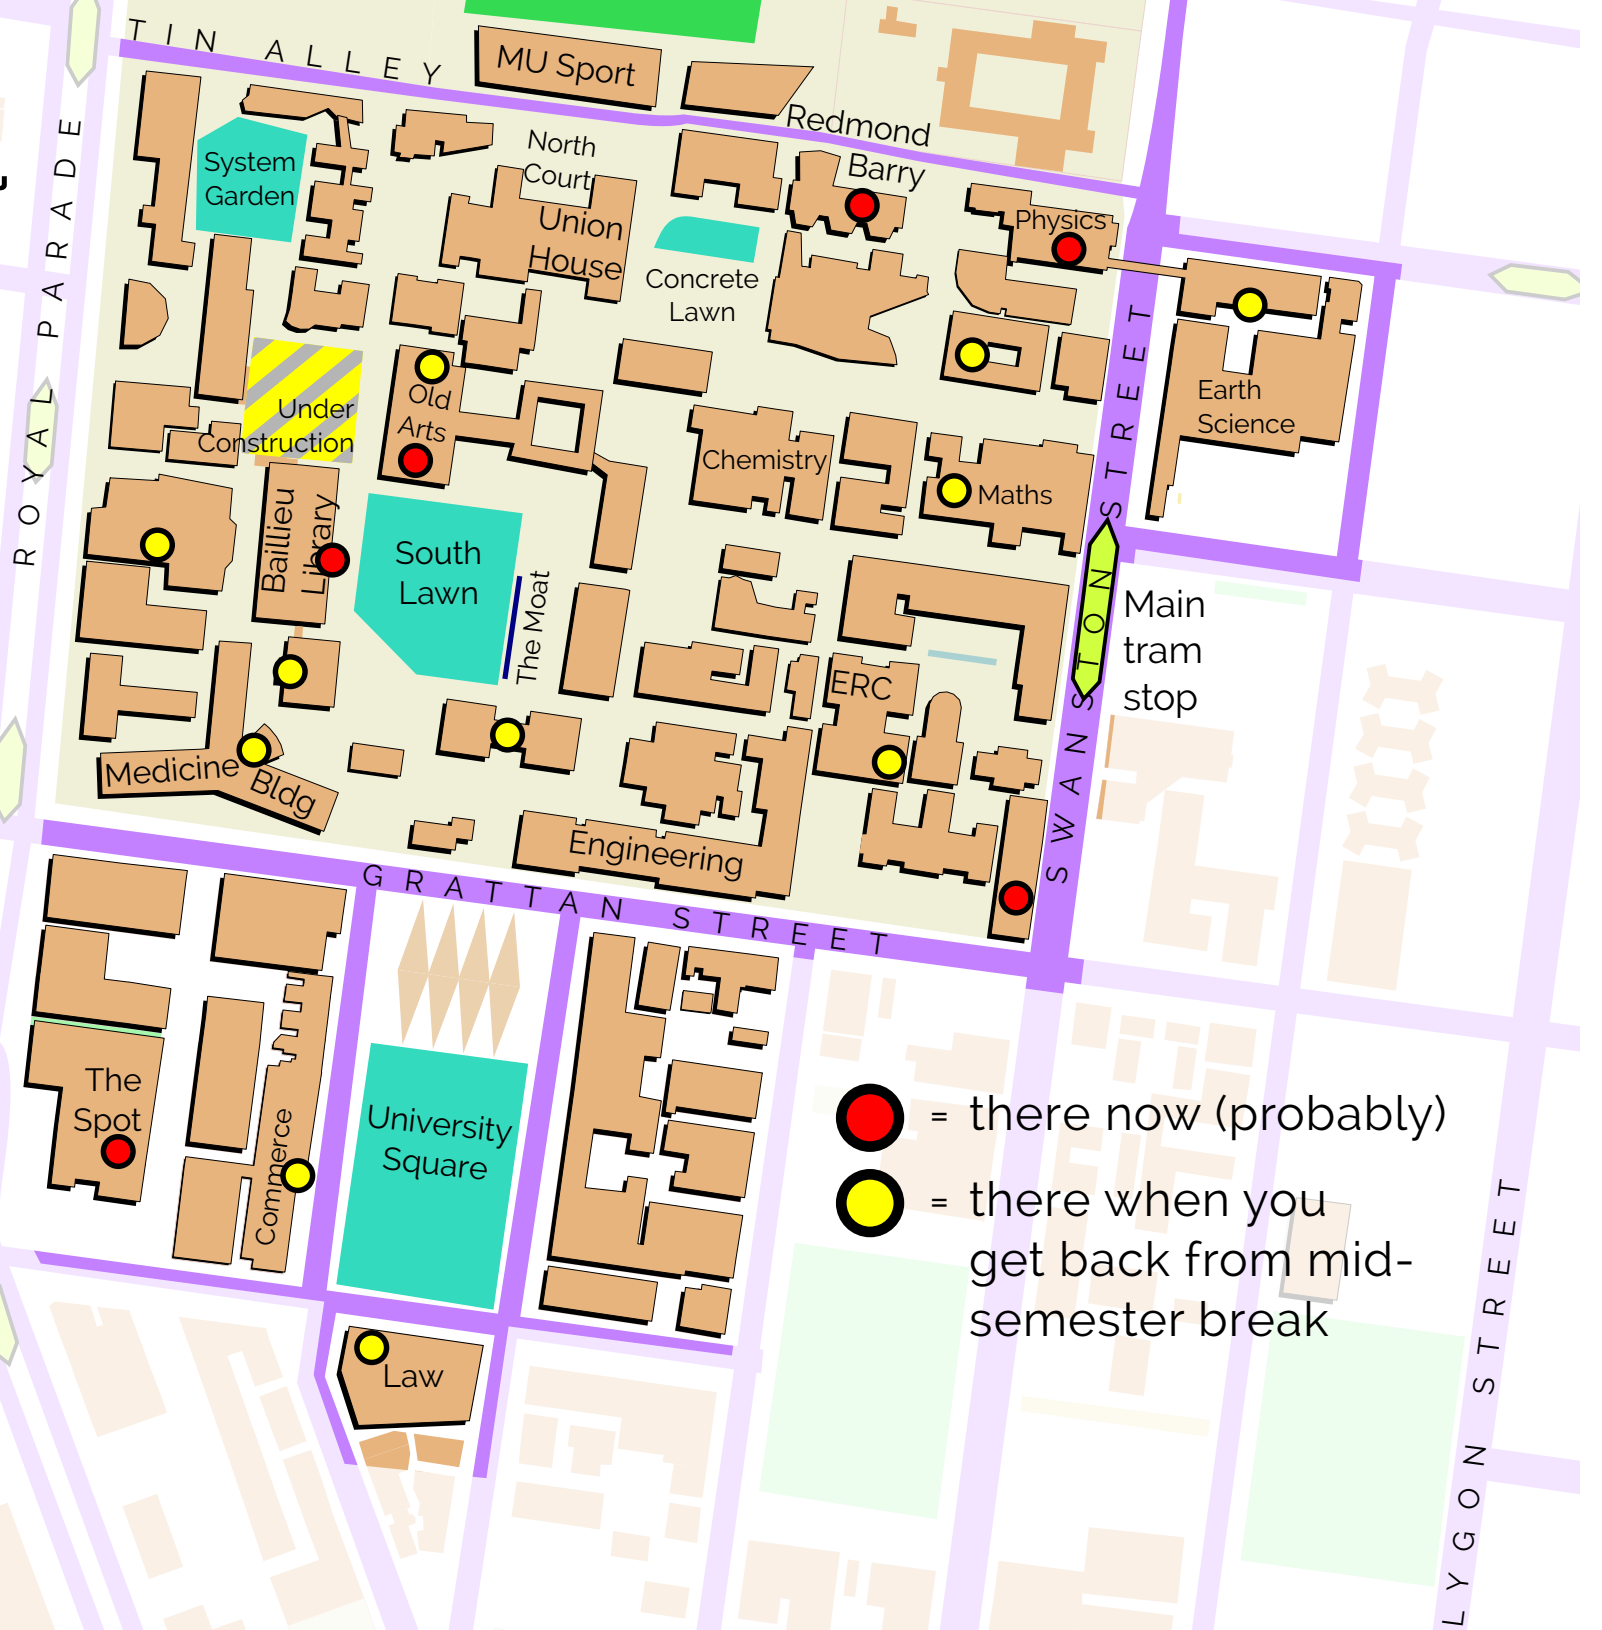 TIN ALLEY
MU Sport
Redmond
Barry
North
Court
System
Garden
Union
House
Concrete
Lawn
Physics
ROYAL PARADE
Under
Construction
Old
Arts
Earth
Science
Chemistry
Maths
SWANSTON STREET
Baillieu
Library
South
Lawn
The Moat
Main
tram
stop
ERC
Medicine
Bldg
Engineering
GRATTAN STREET
The
Spot
Commerce
University
Square
Law
= there now (probably)
= there when you
get back from mid-
semester break
LYGON STREET